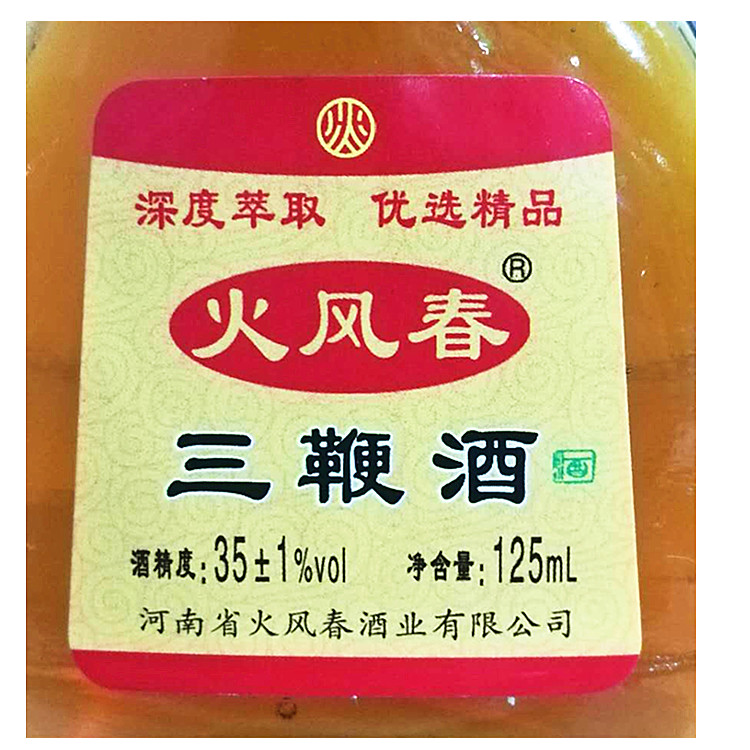 深度萃取 优选精品
火风春®
三鞭酒 酒
酒精度:35±1%vol 净含量:125mL
河南省火风春酒业有限公司